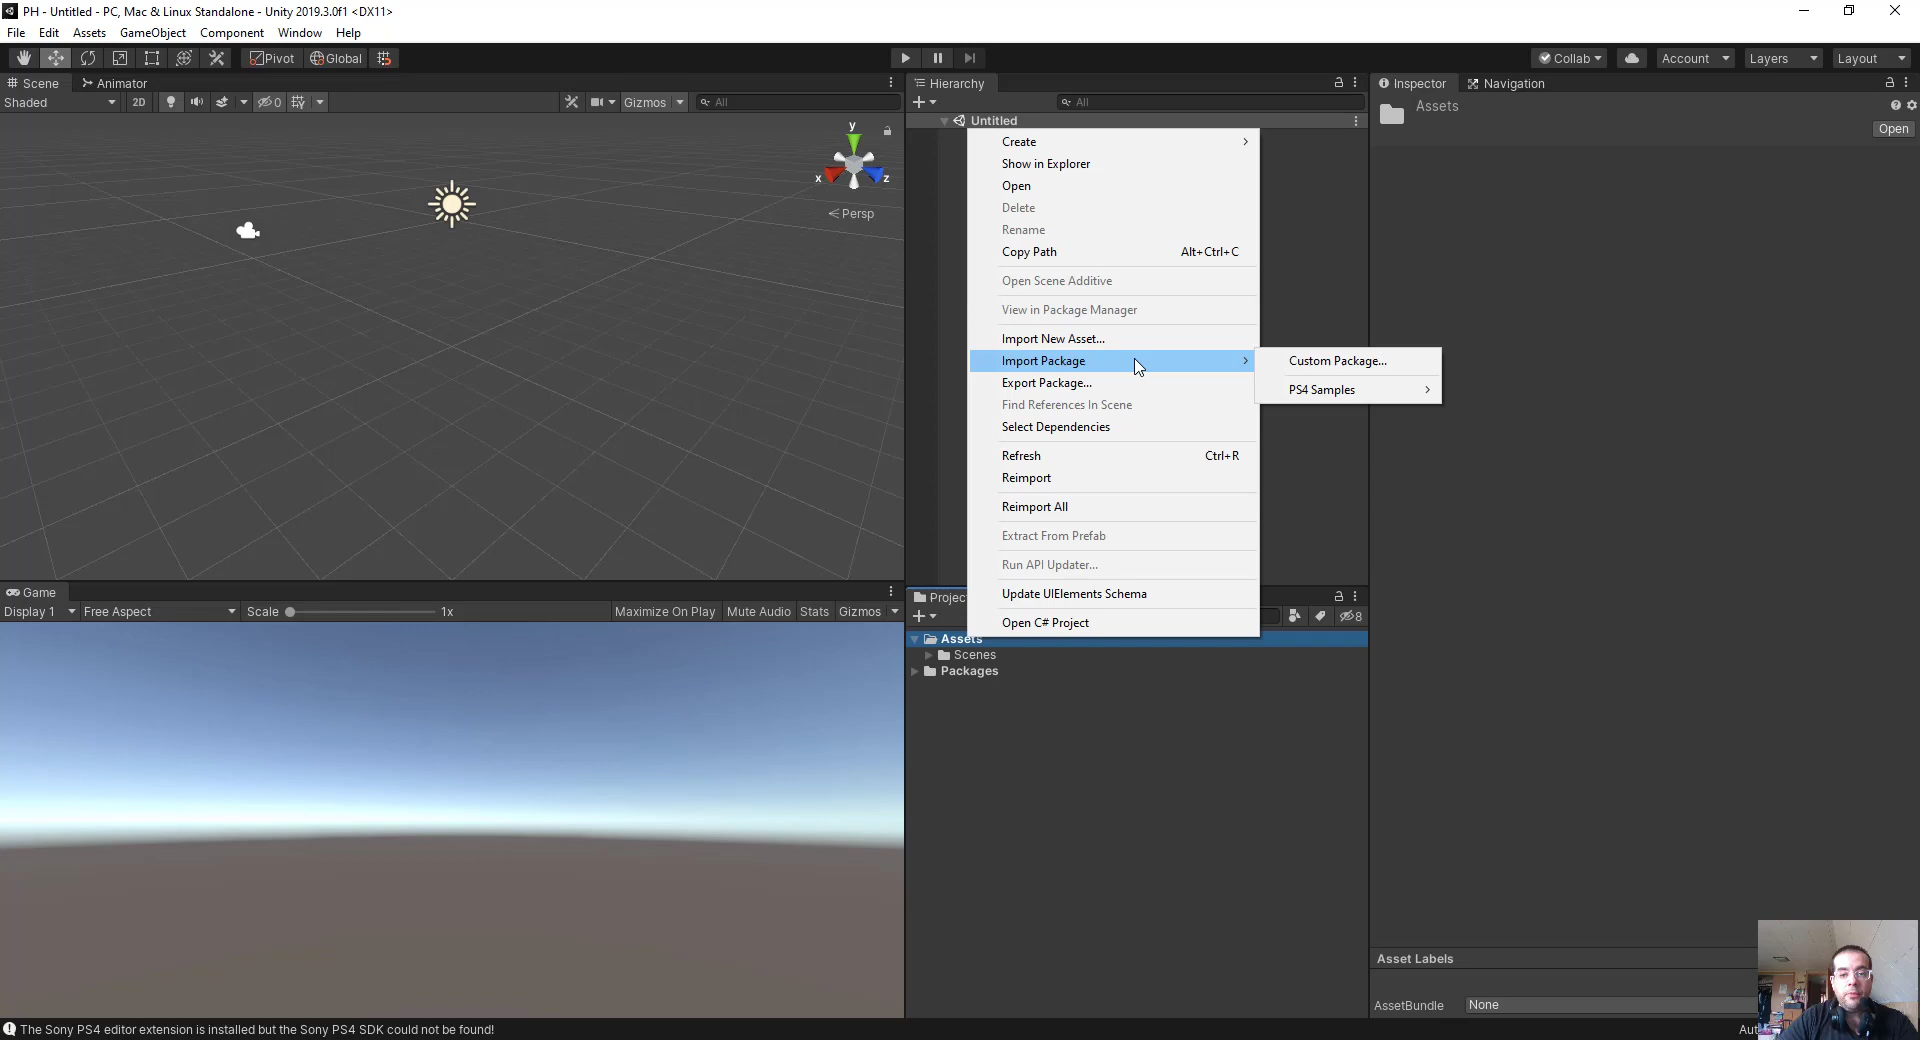 PH - Untitled - PC, Mac & Linux Standalone - Unity 2019.3.0f1 <DX11>
File Edit Assets GameObject Component Window Help
Pivot Global Collab Account Layers Layout
Scene Animator
Shaded 2D 0 Gizmos All
y
x z
Persp
Hierarchy
All
Untitled
Create
Show in Explorer
Open
Delete
Rename
Copy Path Alt+Ctrl+C
Open Scene Additive
View in Package Manager
Import New Asset...
Import Package
Export Package...
Find References In Scene
Select Dependencies
Refresh Ctrl+R
Reimport
Reimport All
Extract From Prefab
Run API Updater...
Update UIElements Schema
Open C# Project
Custom Package...
PS4 Samples
Inspector Navigation
Assets
Open
Game
Display 1 Free Aspect Scale 1x Maximize On Play Mute Audio Stats Gizmos
8
Assets
Scenes
Packages
Asset Labels
AssetBundle None
The Sony PS4 editor extension is installed but the Sony PS4 SDK could not be found!